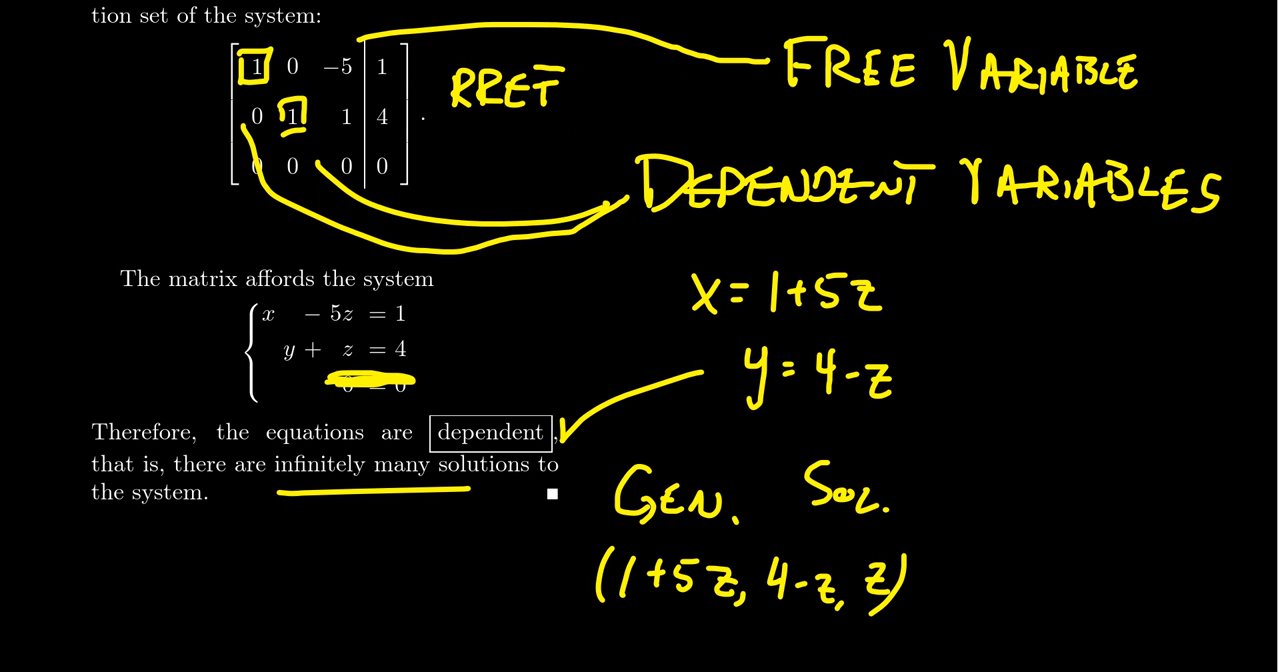 tion set of the system:
1 0 −5 1
0 1 1 4 .
0 0 0 0
RREF
FREE VARIABLE
DEPENDENT VARIABLES
The matrix affords the system
x − 5z = 1
y + z = 4
0 = 0
x = 1+5z
y = 4-z
Therefore, the equations are dependent,
that is, there are infinitely many solutions to
the system. ■
GEN. SOL.
(1+5z, 4-z, z)